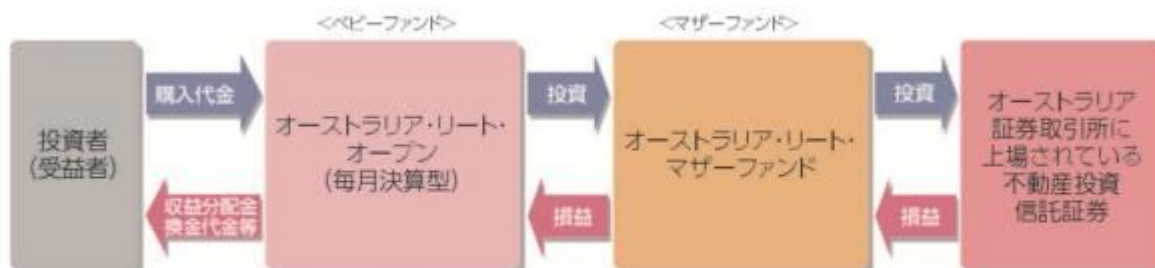 <ベビーファンド>
<マザーファンド>
投資者
(受益者)
購入代金
収益分配金
換金代金等
オーストラリア・リート・
オープン
(毎月決算型)
投資
損益
オーストラリア・リート・
マザーファンド
投資
損益
オーストラリア
証券取引所に
上場されている
不動産投資
信託証券